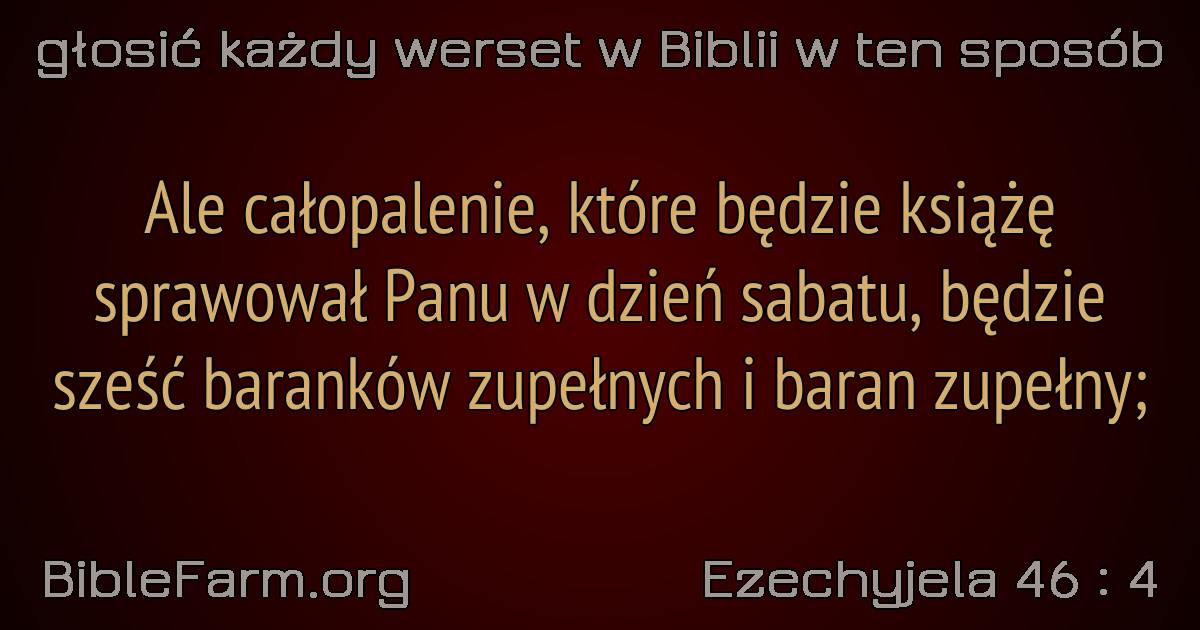 głosić każdy werset w Biblii w ten sposób
Ale całopalenie, które będzie książę
sprawował Panu w dzień sabatu, będzie
sześć baranków zupełnych i baran zupełny;
BibleFarm.org
Ezechyjela 46 : 4